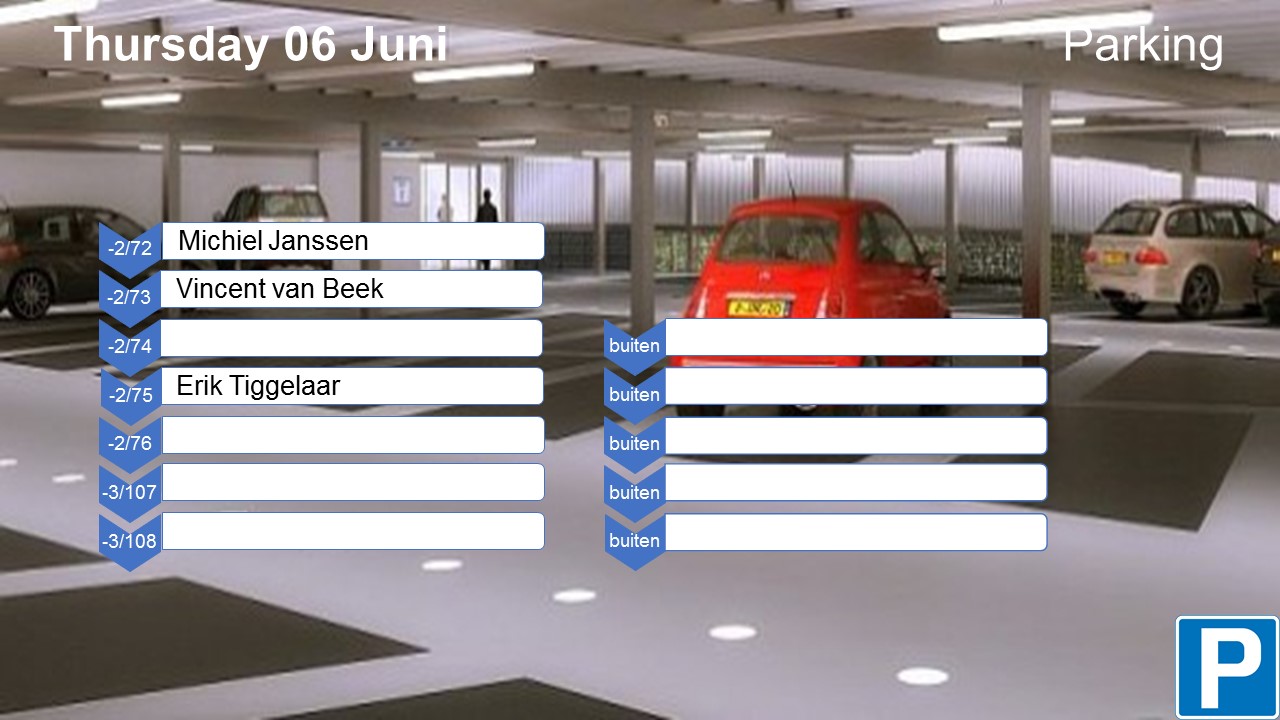 Thursday 06 Juni
Parking
-2/72 Michiel Janssen
-2/73 Vincent van Beek
-2/74
-2/75 Erik Tiggelaar
-2/76
-3/107
-3/108
buiten
buiten
buiten
buiten
buiten
P